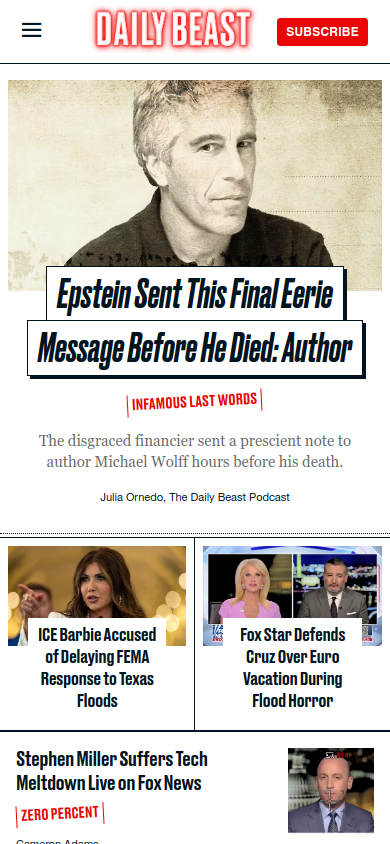 DAILY BEAST
SUBSCRIBE
Epstein Sent This Final Eerie
Message Before He Died: Author
INFAMOUS LAST WORDS
The disgraced financier sent a prescient note to
author Michael Wolff hours before his death.
Julia Ornedo, The Daily Beast Podcast
ICE Barbie Accused
of Delaying FEMA
Response to Texas
Floods
Fox Star Defends
Cruz Over Euro
Vacation During
Flood Horror
Stephen Miller Suffers Tech
Meltdown Live on Fox News
ZERO PERCENT
Cameron Adams